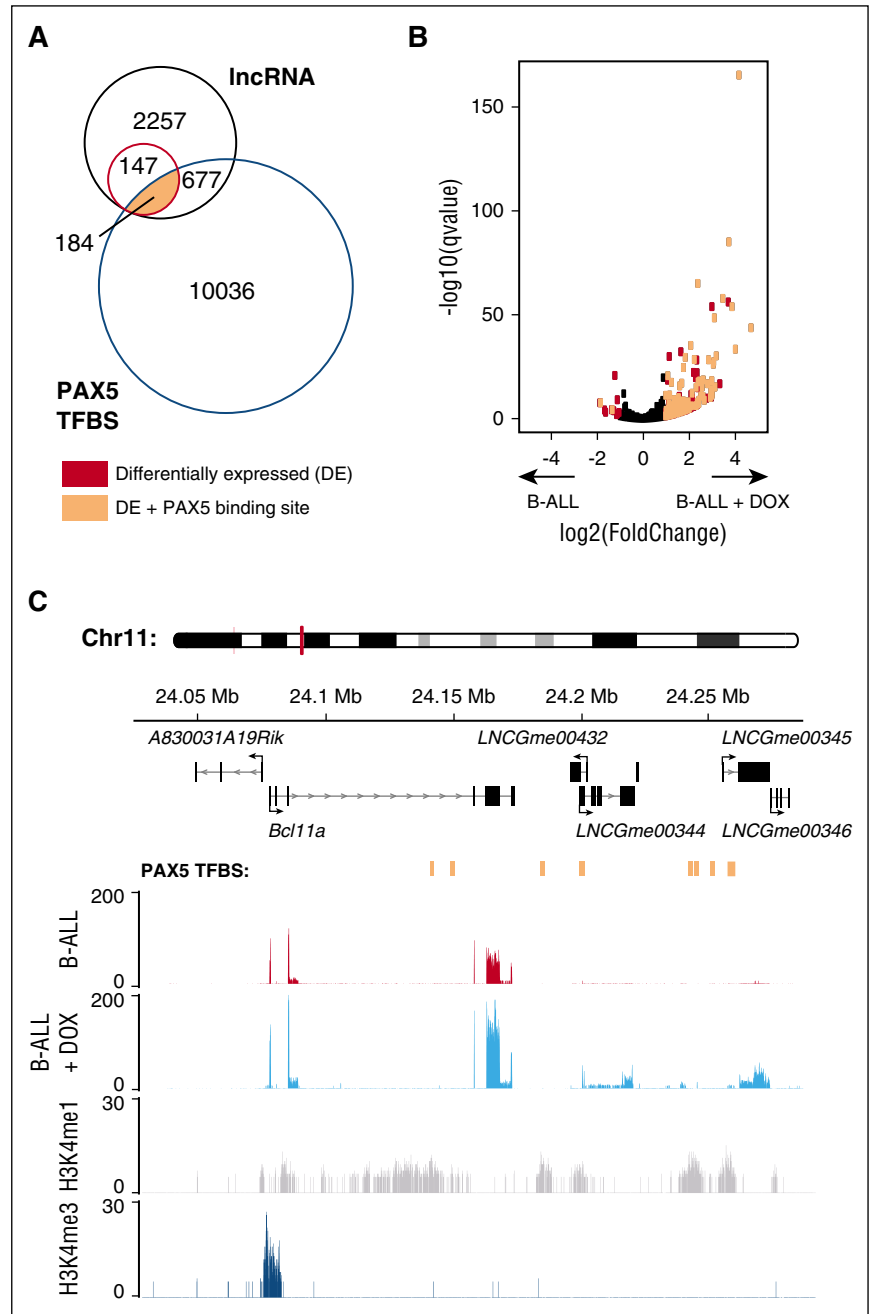 A
lncRNA
2257
147
677
184
10036
PAX5
TFBS
Differentially expressed (DE)
DE + PAX5 binding site
B
-log10(qvalue)
150
100
50
0
-4 -2 0 2 4
B-ALL
B-ALL + DOX
log2(FoldChange)
C
Chr11:
24.05 Mb 24.1 Mb 24.15 Mb 24.2 Mb 24.25 Mb
A830031A19Rik
LNCGme00432
LNCGme00345
Bcl11a
LNCGme00344
LNCGme00346
PAX5 TFBS:
200
B-ALL
0
200
B-ALL
+ DOX
0
30
H3K4me1
0
30
H3K4me3
0